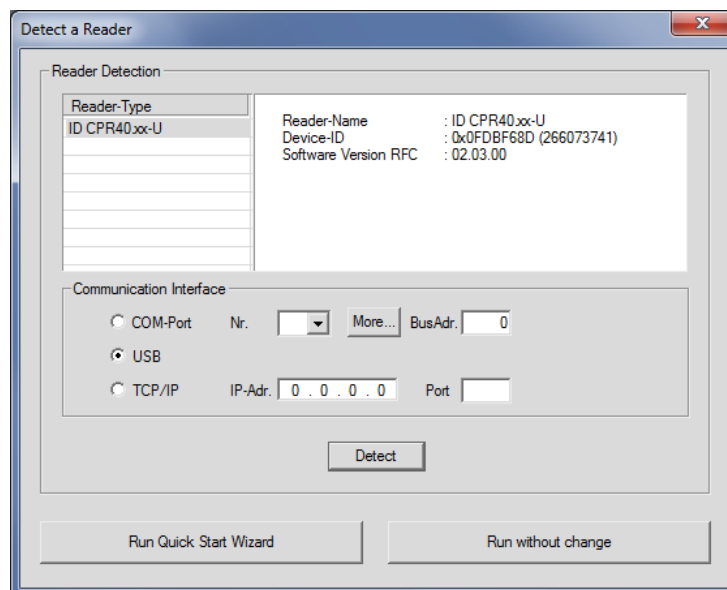 Detect a Reader
Reader Detection
Reader-Type
ID CPR40.xx-U
Reader-Name : ID CPR40.xx-U
Device-ID : 0x0FDBF68D (266073741)
Software Version RFC : 02.03.00
Communication Interface
COM-Port Nr. More... BusAdr. 0
USB
TCP/IP IP-Adr. 0 . 0 . 0 . 0 Port
Detect
Run Quick Start Wizard Run without change